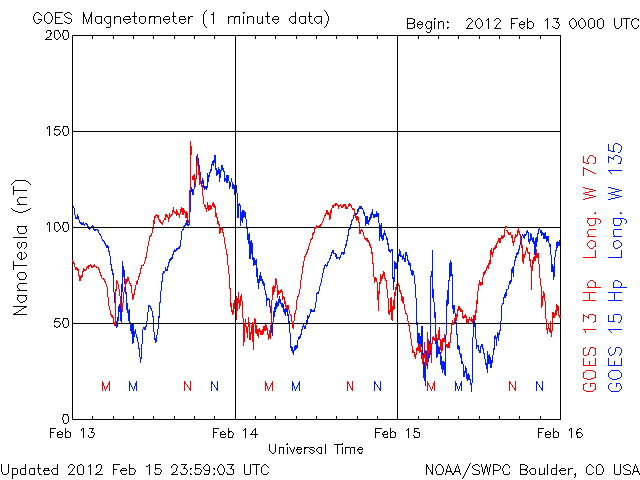 GOES Magnetometer (1 minute data)
Begin: 2012 Feb 13 0000 UTC
200
150
100
50
0
NanoTesla (nT)
M M N N M M N N M M N N
Feb 13 Feb 14 Feb 15 Feb 16
Universal Time
GOES 13 Hp Long. W 75
GOES 15 Hp Long. W 135
Updated 2012 Feb 15 23:59:03 UTC
NOAA/SWPC Boulder, CO USA